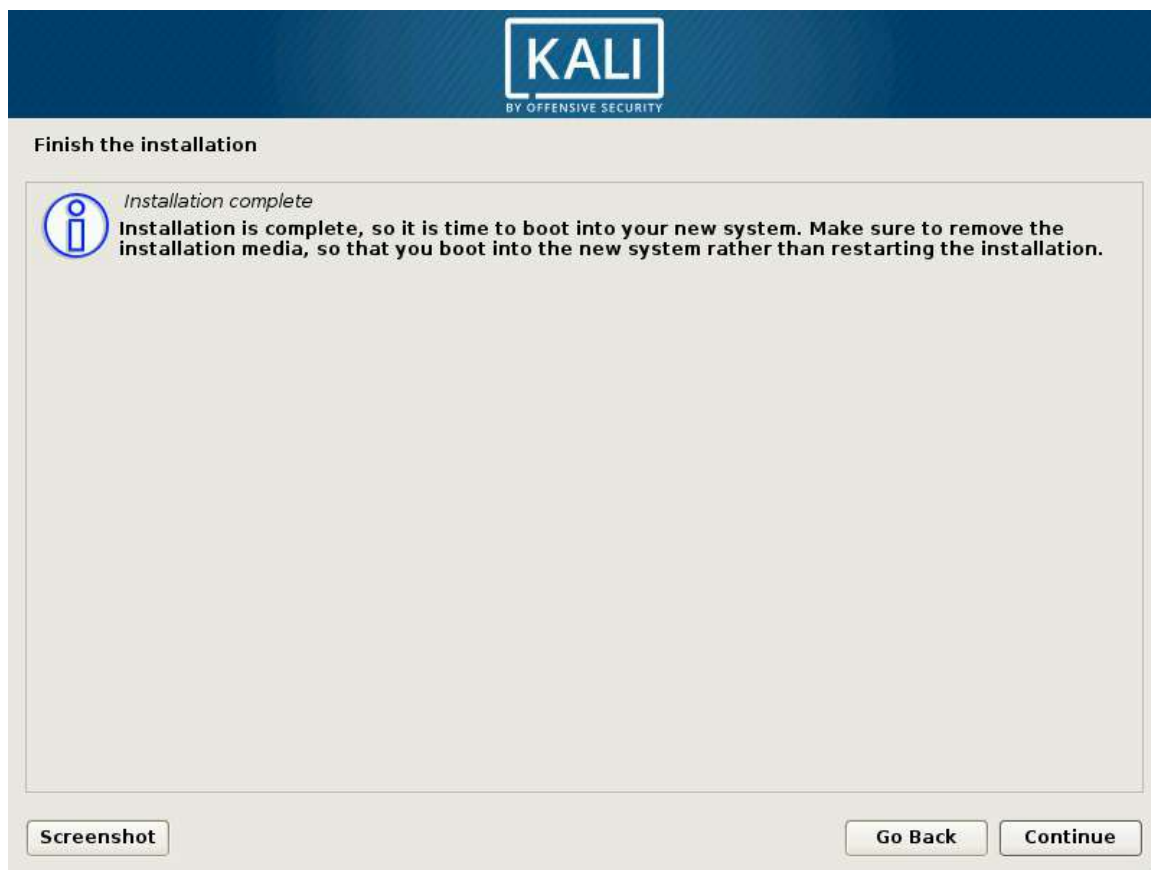 KALI
BY OFFENSIVE SECURITY
Finish the installation
Installation complete
Installation is complete, so it is time to boot into your new system. Make sure to remove the
installation media, so that you boot into the new system rather than restarting the installation.
Screenshot
Go Back
Continue